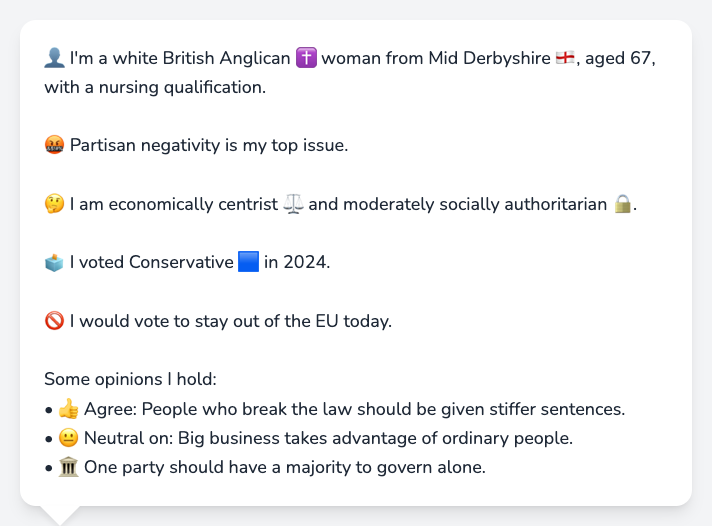 👤 I'm a white British Anglican ✝️ woman from Mid Derbyshire 🏴󠁧󠁢󠁥󠁮󠁧󠁿, aged 67,
with a nursing qualification.
🤬 Partisan negativity is my top issue.
🤔 I am economically centrist ⚖️ and moderately socially authoritarian 🔒.
🗳️ I voted Conservative 🟦 in 2024.
🚫 I would vote to stay out of the EU today.
Some opinions I hold:
• 👍 Agree: People who break the law should be given stiffer sentences.
• 😐 Neutral on: Big business takes advantage of ordinary people.
• 🏛️ One party should have a majority to govern alone.